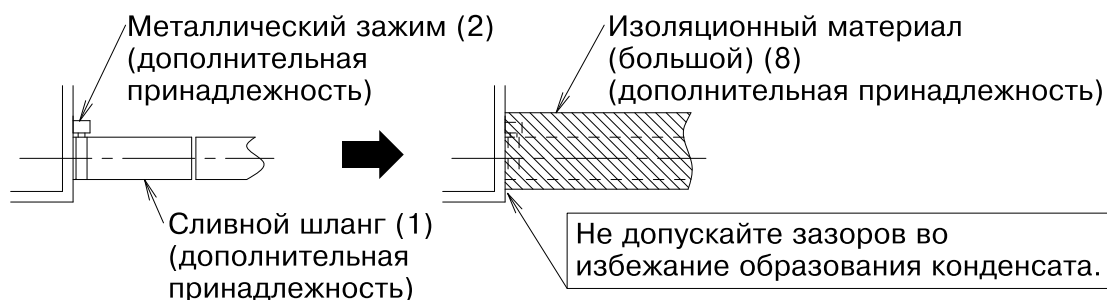 Металлический зажим (2)
(дополнительная
принадлежность)
Изоляционный материал
(большой) (8)
(дополнительная принадлежность)
Сливной шланг (1)
(дополнительная
принадлежность)
Не допускайте зазоров во
избежание образования конденсата.